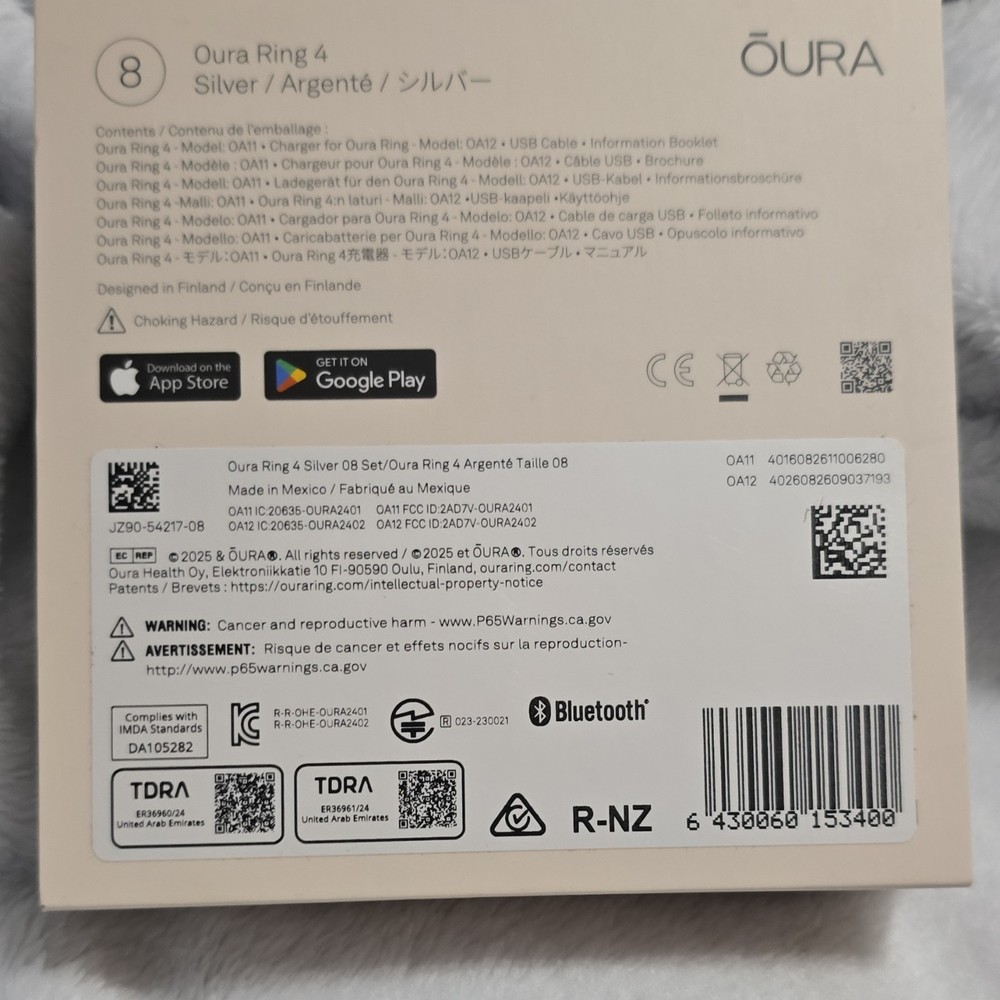 8
Oura Ring 4
Silver / Argenté / シルバー
ŌURA
Contents / Contenu de l'emballage :
Oura Ring 4 - Model: OA11 • Charger for Oura Ring - Model: OA12 • USB Cable • Information Booklet
Oura Ring 4 - Modèle : OA11 • Chargeur pour Oura Ring 4 - Modèle : OA12 • Câble USB • Brochure
Oura Ring 4 - Modell: OA11 • Ladegerät für den Oura Ring 4 - Modell: OA12 • USB-Kabel • Informationsbroschüre
Oura Ring 4 -Malli: OA11 • Oura Ring 4:n laturi - Malli: OA12 •USB-kaapeli •Käyttöohje
Oura Ring 4 - Modelo: OA11 • Cargador para Oura Ring 4 - Modelo: OA12 • Cable de carga USB • Folleto informativo
Oura Ring 4 - Modello: OA11 • Caricabatterie per Oura Ring 4 - Modello: OA12 • Cavo USB • Opuscolo informativo
Oura Ring 4 - モデル:OA11 • Oura Ring 4充電器 - モデル:OA12 • USBケーブル • マニュアル
Designed in Finland / Conçu en Finlande
Choking Hazard / Risque d'étouffement
Download on the
App Store
GET IT ON
Google Play
CE
Oura Ring 4 Silver 08 Set/Oura Ring 4 Argenté Taille 08
OA11 4016082611006280
OA12 4026082609037193
Made in Mexico / Fabriqué au Mexique
OA11 IC:20635-OURA2401 OA11 FCC ID:2AD7V-OURA2401
OA12 IC:20635-OURA2402 OA12 FCC ID:2AD7V-OURA2402
JZ90-54217-08
EC REP ©2025 & ŌURA®. All rights reserved / ©2025 et ŌURA®. Tous droits réservés
Oura Health Oy, Elektroniikkatie 10 FI-90590 Oulu, Finland, ouraring.com/contact
Patents / Brevets : https://ouraring.com/intellectual-property-notice
WARNING: Cancer and reproductive harm - www.P65Warnings.ca.gov
AVERTISSEMENT: Risque de cancer et effets nocifs sur la reproduction-
http://www.p65warnings.ca.gov
Complies with
IMDA Standards
DA105282
R-R-OHE-OURA2401
R-R-OHE-OURA2402
R 023-230021
Bluetooth®
TDRA
ER36960/24
United Arab Emirates
TDRA
ER36961/24
United Arab Emirates
R-NZ
6 430060 153400